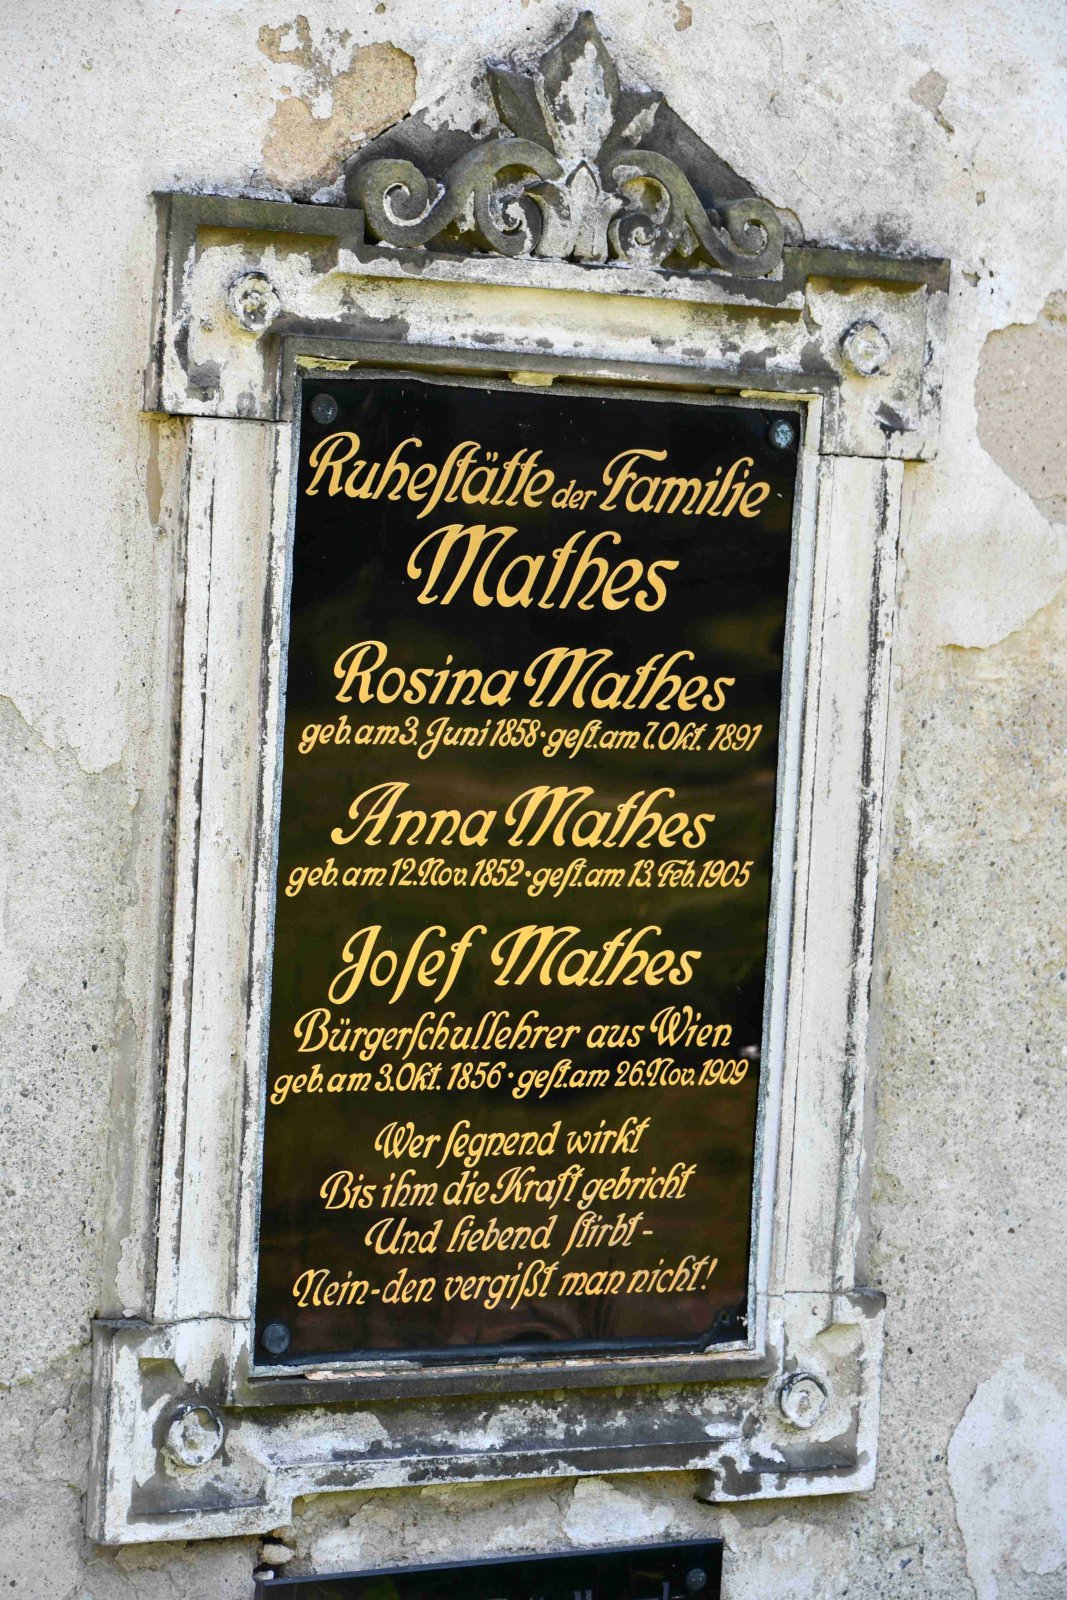 Ruheſtätte der Familie
Mathes
Rosina Mathes
geb. am 3. Juni 1858 · geſt. am 7. Okt. 1891
Anna Mathes
geb. am 12. Nov. 1852 · geſt. am 13. Feb. 1905
Joſef Mathes
Bürgerſchullehrer aus Wien
geb. am 3. Okt. 1856 · geſt. am 26. Nov. 1909
Wer ſegnend wirkt
Bis ihm die Kraft gebricht
Und liebend ſtirbt -
Nein - den vergißt man nicht!